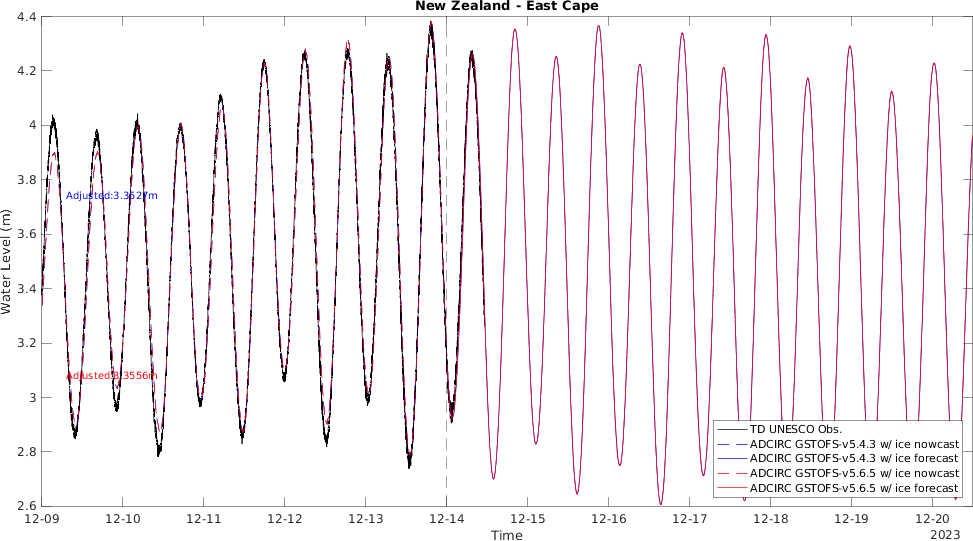 New Zealand - East Cape
4.4
4.2
4
3.8
3.6
3.4
3.2
3
2.8
2.6
Water Level (m)
Adjusted:3.3527m
Adjusted:3.3556m
TD UNESCO Obs.
ADCIRC GSTOFS-v5.4.3 w/ ice nowcast
ADCIRC GSTOFS-v5.4.3 w/ ice forecast
ADCIRC GSTOFS-v5.6.5 w/ ice nowcast
ADCIRC GSTOFS-v5.6.5 w/ ice forecast
12-09 12-10 12-11 12-12 12-13 12-14 12-15 12-16 12-17 12-18 12-19 12-20
2023
Time